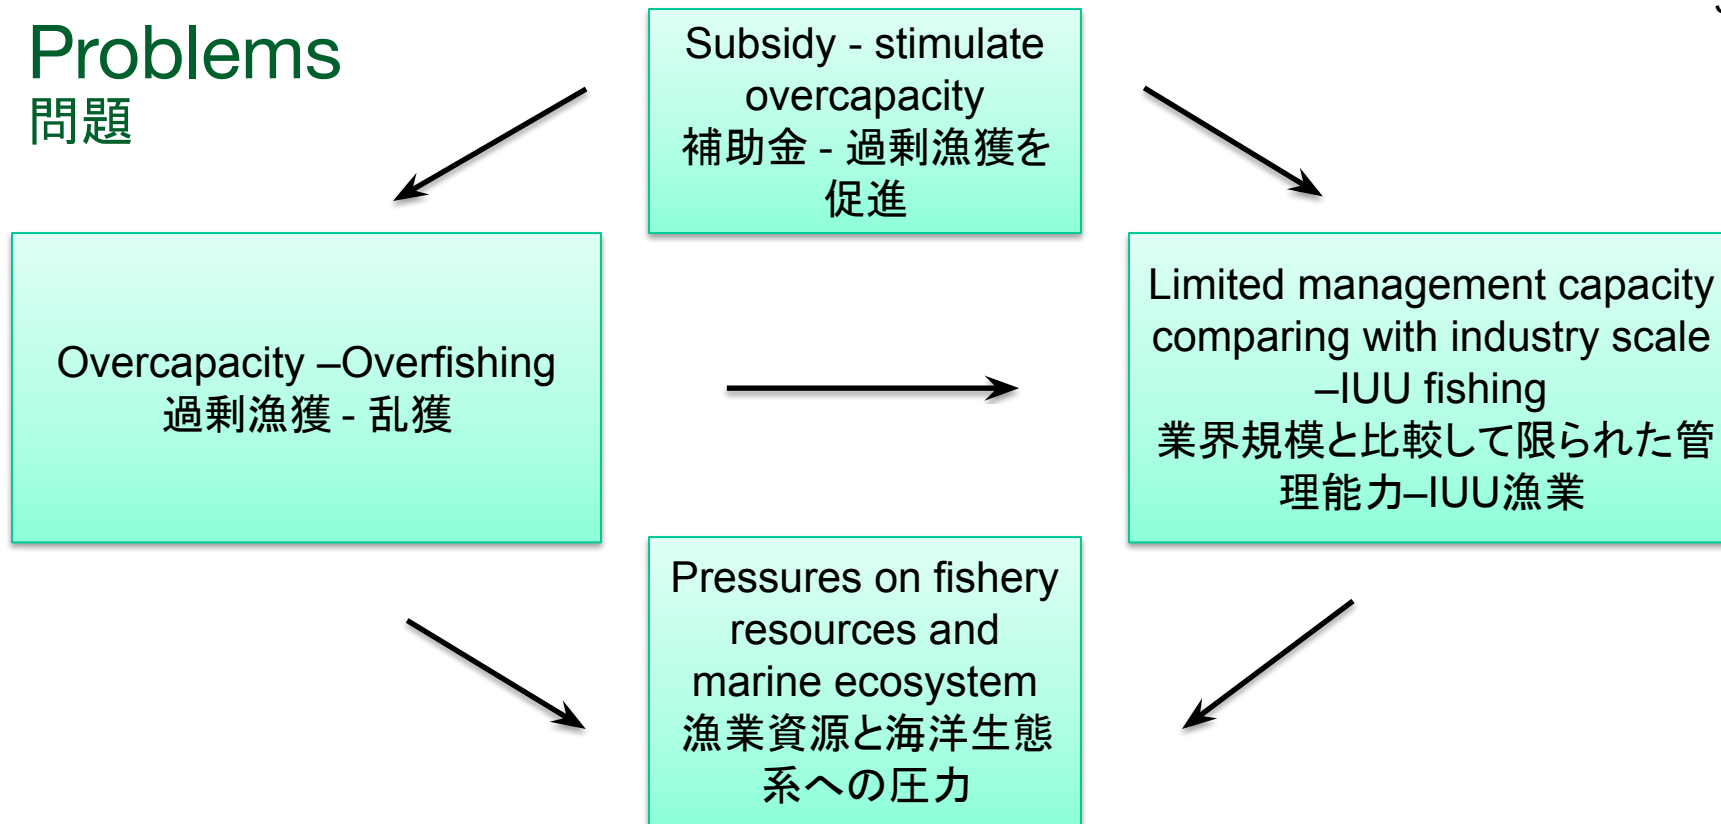 Problems
問題
Subsidy - stimulate
overcapacity
補助金 - 過剰漁獲を
促進
Overcapacity –Overfishing
過剰漁獲 - 乱獲
Limited management capacity
comparing with industry scale
–IUU fishing
業界規模と比較して限られた管
理能力–IUU漁業
Pressures on fishery
resources and
marine ecosystem
漁業資源と海洋生態
系への圧力